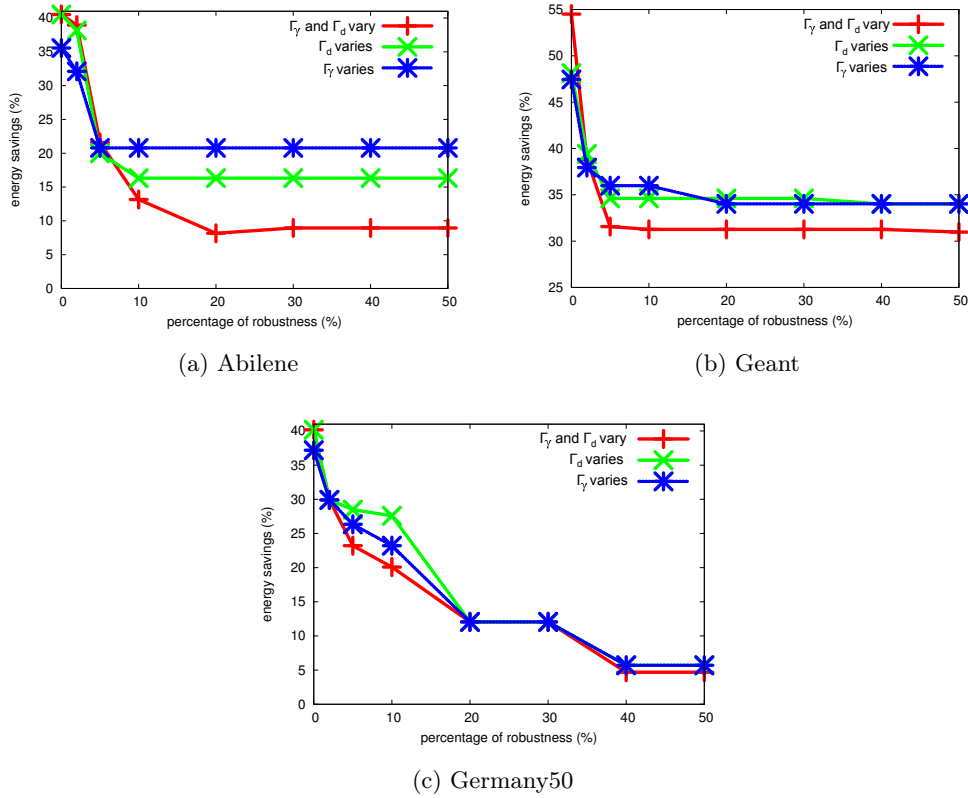 Γγ and Γd vary
Γd varies
Γγ varies
energy savings (%)
40
35
30
25
20
15
10
5
0
0 10 20 30 40 50
percentage of robustness (%)
(a) Abilene
Γγ and Γd vary
Γd varies
Γγ varies
energy savings (%)
55
50
45
40
35
30
25
0 10 20 30 40 50
percentage of robustness (%)
(b) Geant
Γγ and Γd vary
Γd varies
Γγ varies
energy savings (%)
40
35
30
25
20
15
10
5
0
0 10 20 30 40 50
percentage of robustness (%)
(c) Germany50